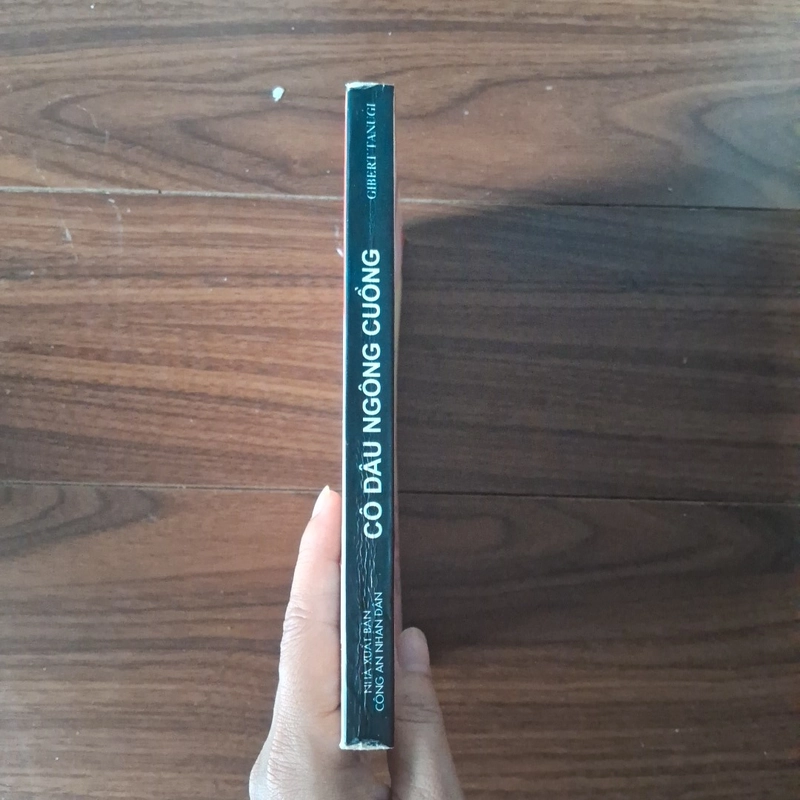 GIBERT TANUGI
CÔ DÂU NGÔNG CUỒNG
NHÀ XUẤT BẢN
CÔNG AN NHÂN DÂN